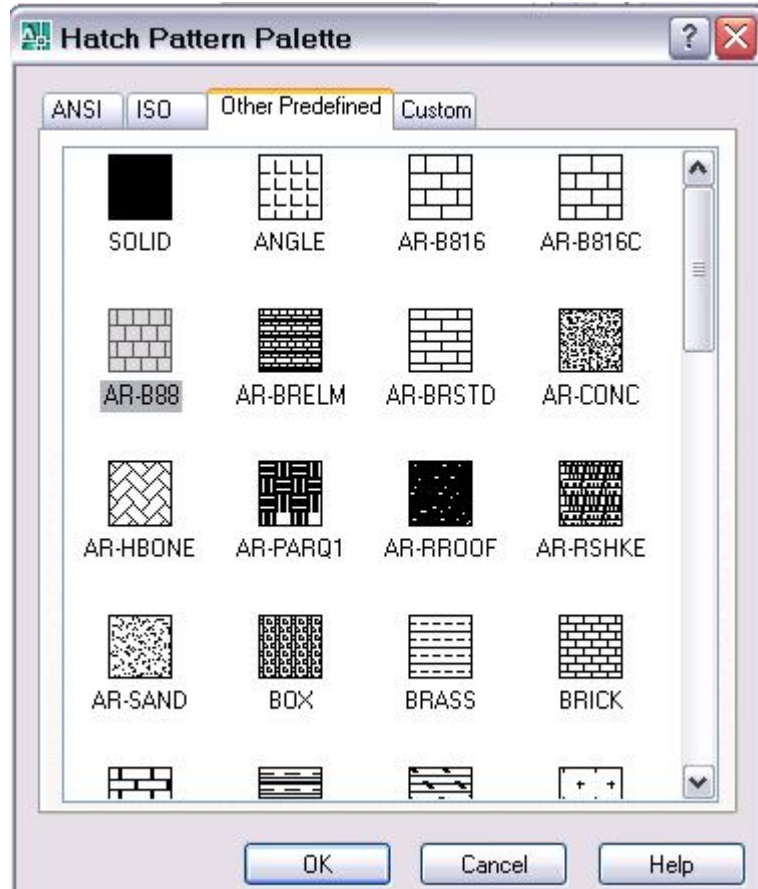 Hatch Pattern Palette
ANSI ISO Other Predefined Custom
SOLID ANGLE AR-B816 AR-B816C
AR-B88 AR-BRELM AR-BRSTD AR-CONC
AR-HBONE AR-PARQ1 AR-RROOF AR-RSHKE
AR-SAND BOX BRASS BRICK
OK Cancel Help